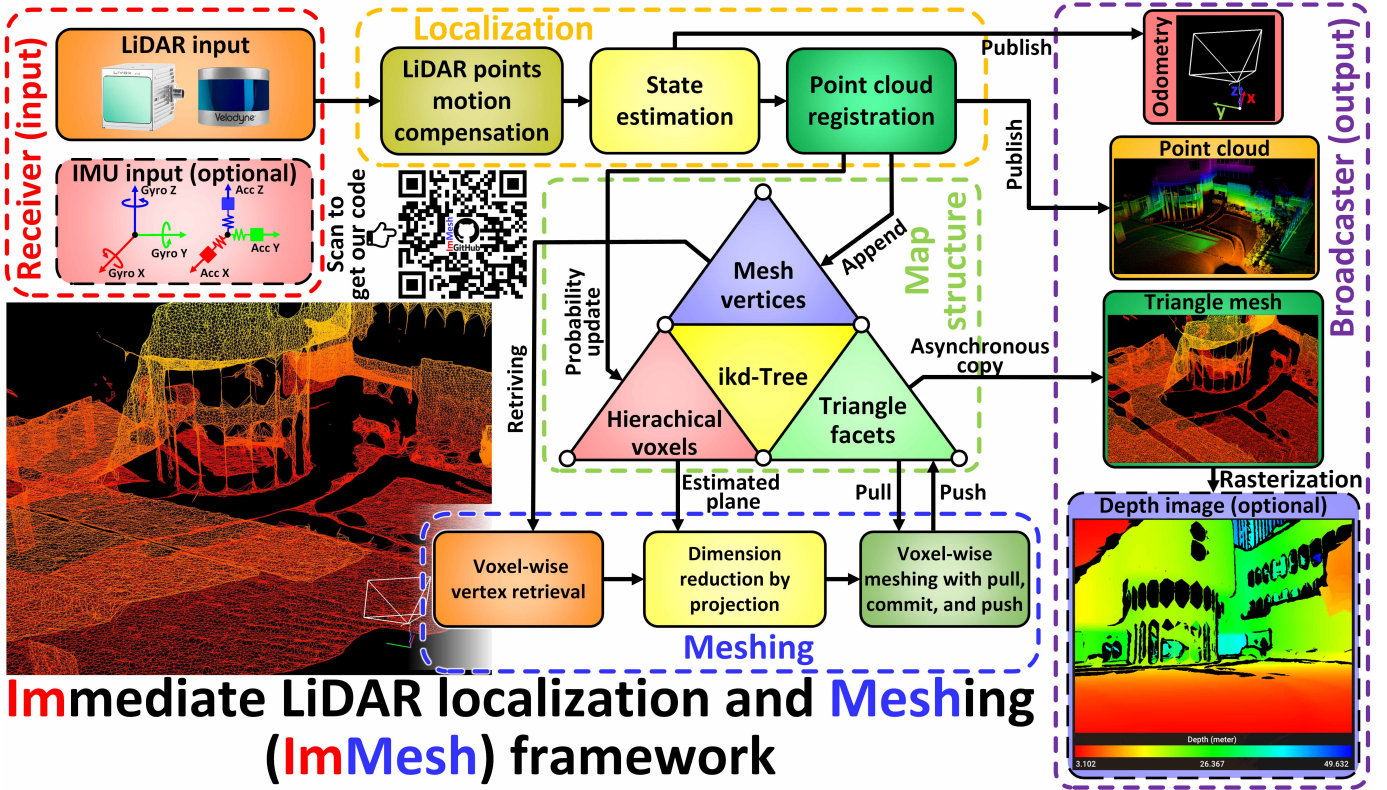 Receiver (input)
LiDAR input
LIVOX
Velodyne
IMU input (optional)
Gyro Z
Acc Z
Gyro Y
Acc Y
Gyro X
Acc X
Localization
LiDAR points
motion
compensation
State
estimation
Point cloud
registration
Publish
Publish
Scan to
get our code
ImMesh
GitHub
Map
structure
Probability
update
Append
Retriving
Mesh
vertices
ikd-Tree
Hierachical
voxels
Triangle
facets
Asynchronous
copy
Estimated
plane
Pull
Push
Voxel-wise
vertex retrieval
Dimension
reduction by
projection
Voxel-wise
meshing with pull,
commit, and push
Meshing
Broadcaster (output)
Odometry
z
x
y
Point cloud
Triangle mesh
Rasterization
Depth image (optional)
Depth (meter)
3.102
26.367
49.632
Immediate LiDAR localization and Meshing
(ImMesh) framework